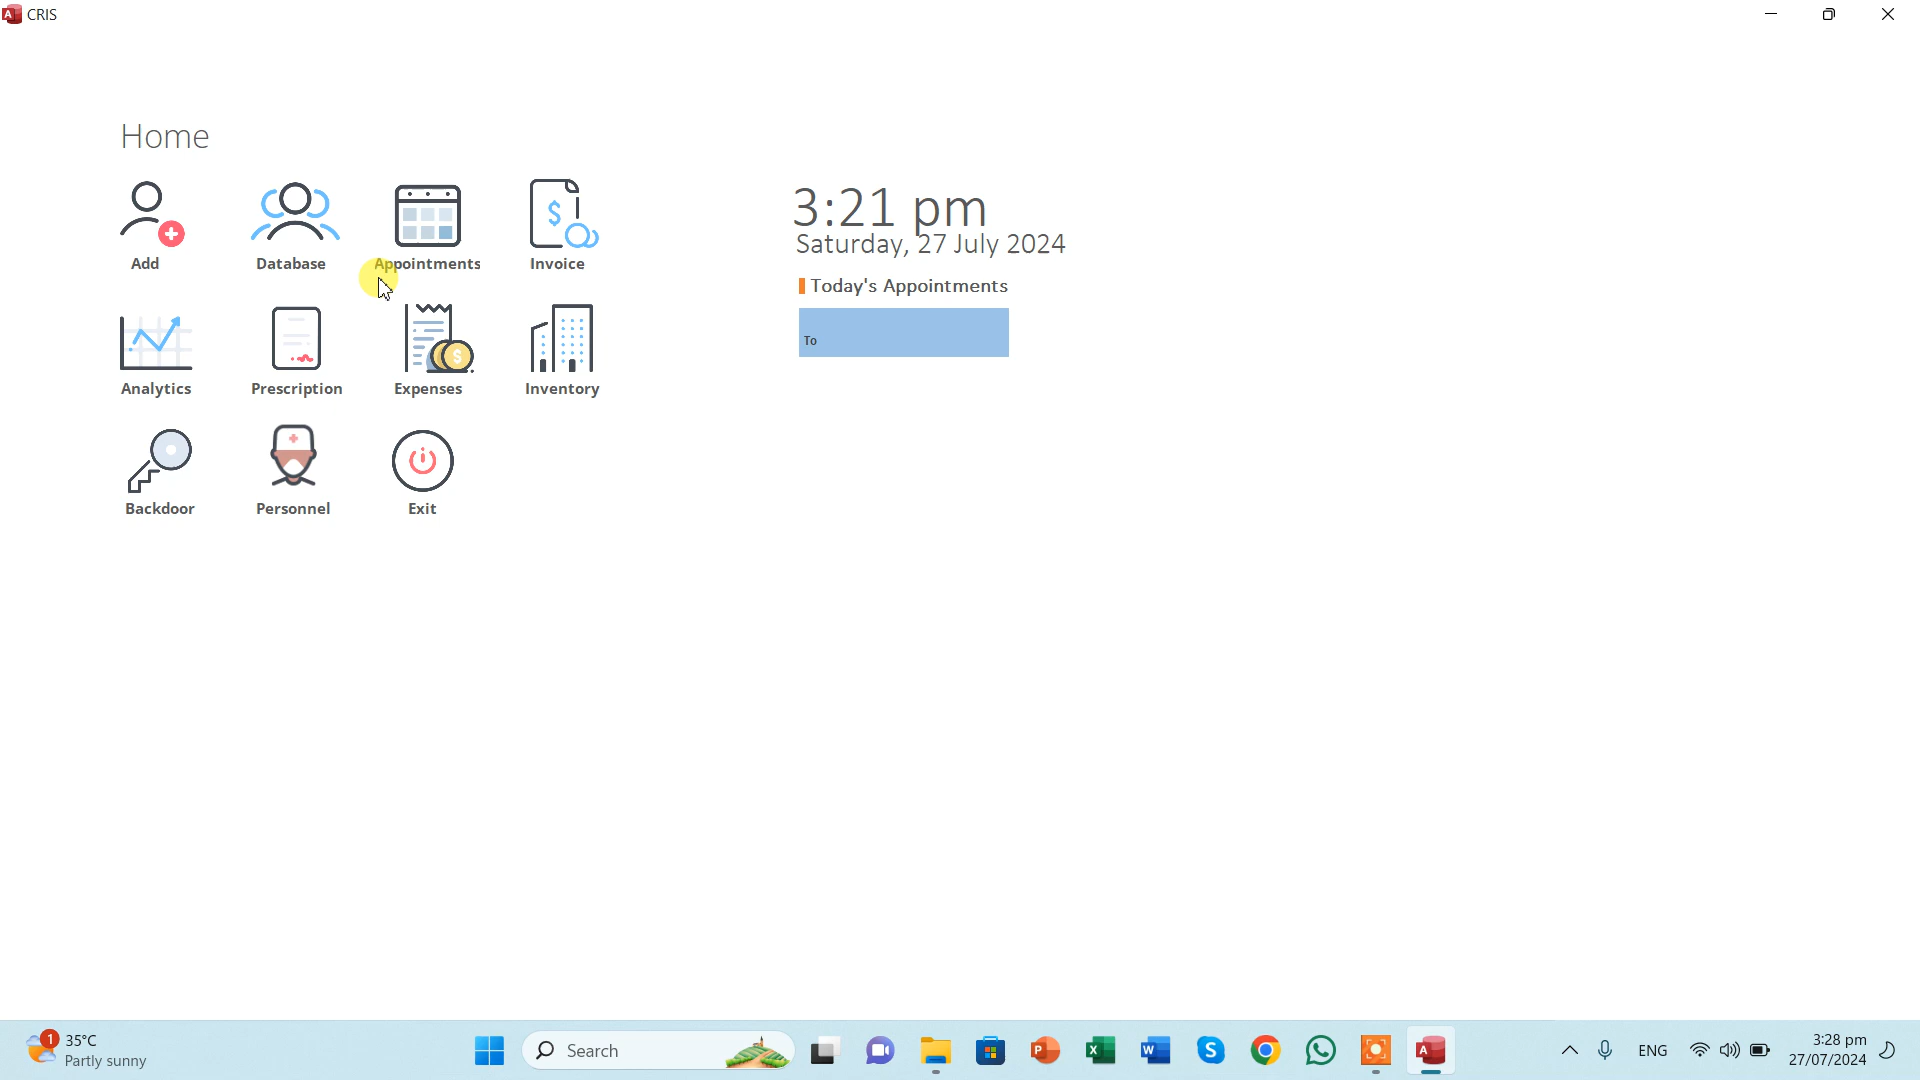 CRIS
Home
Add
Database
Appointments
Invoice
3:21 pm
Saturday, 27 July 2024
Today's Appointments
To
Analytics
Prescription
Expenses
Inventory
Backdoor
Personnel
Exit
1
35°C
Partly sunny
Search
ENG
3:28 pm
27/07/2024